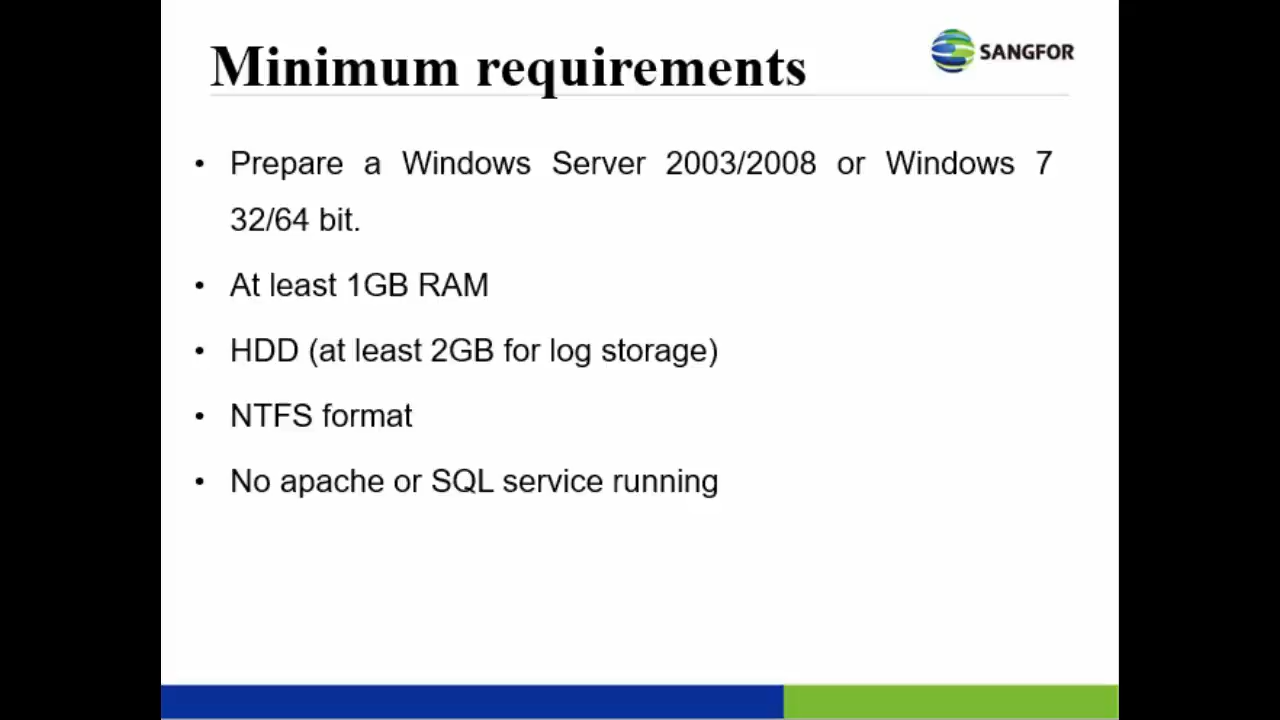 Minimum requirements
SANGFOR
• Prepare a Windows Server 2003/2008 or Windows 7
32/64 bit.
• At least 1GB RAM
• HDD (at least 2GB for log storage)
• NTFS format
• No apache or SQL service running